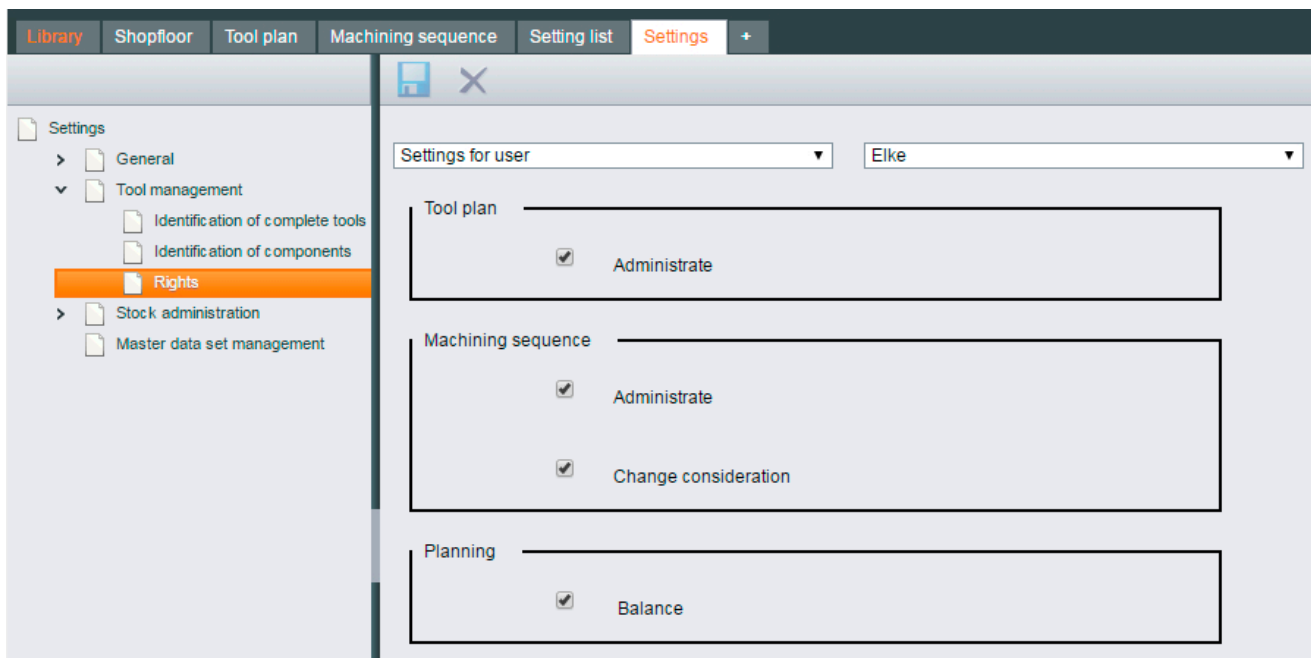 Library Shopfloor Tool plan Machining sequence Setting list Settings +
Settings
General
Tool management
Identification of complete tools
Identification of components
Rights
Stock administration
Master data set management
Settings for user Elke
Tool plan
Administrate
Machining sequence
Administrate
Change consideration
Planning
Balance